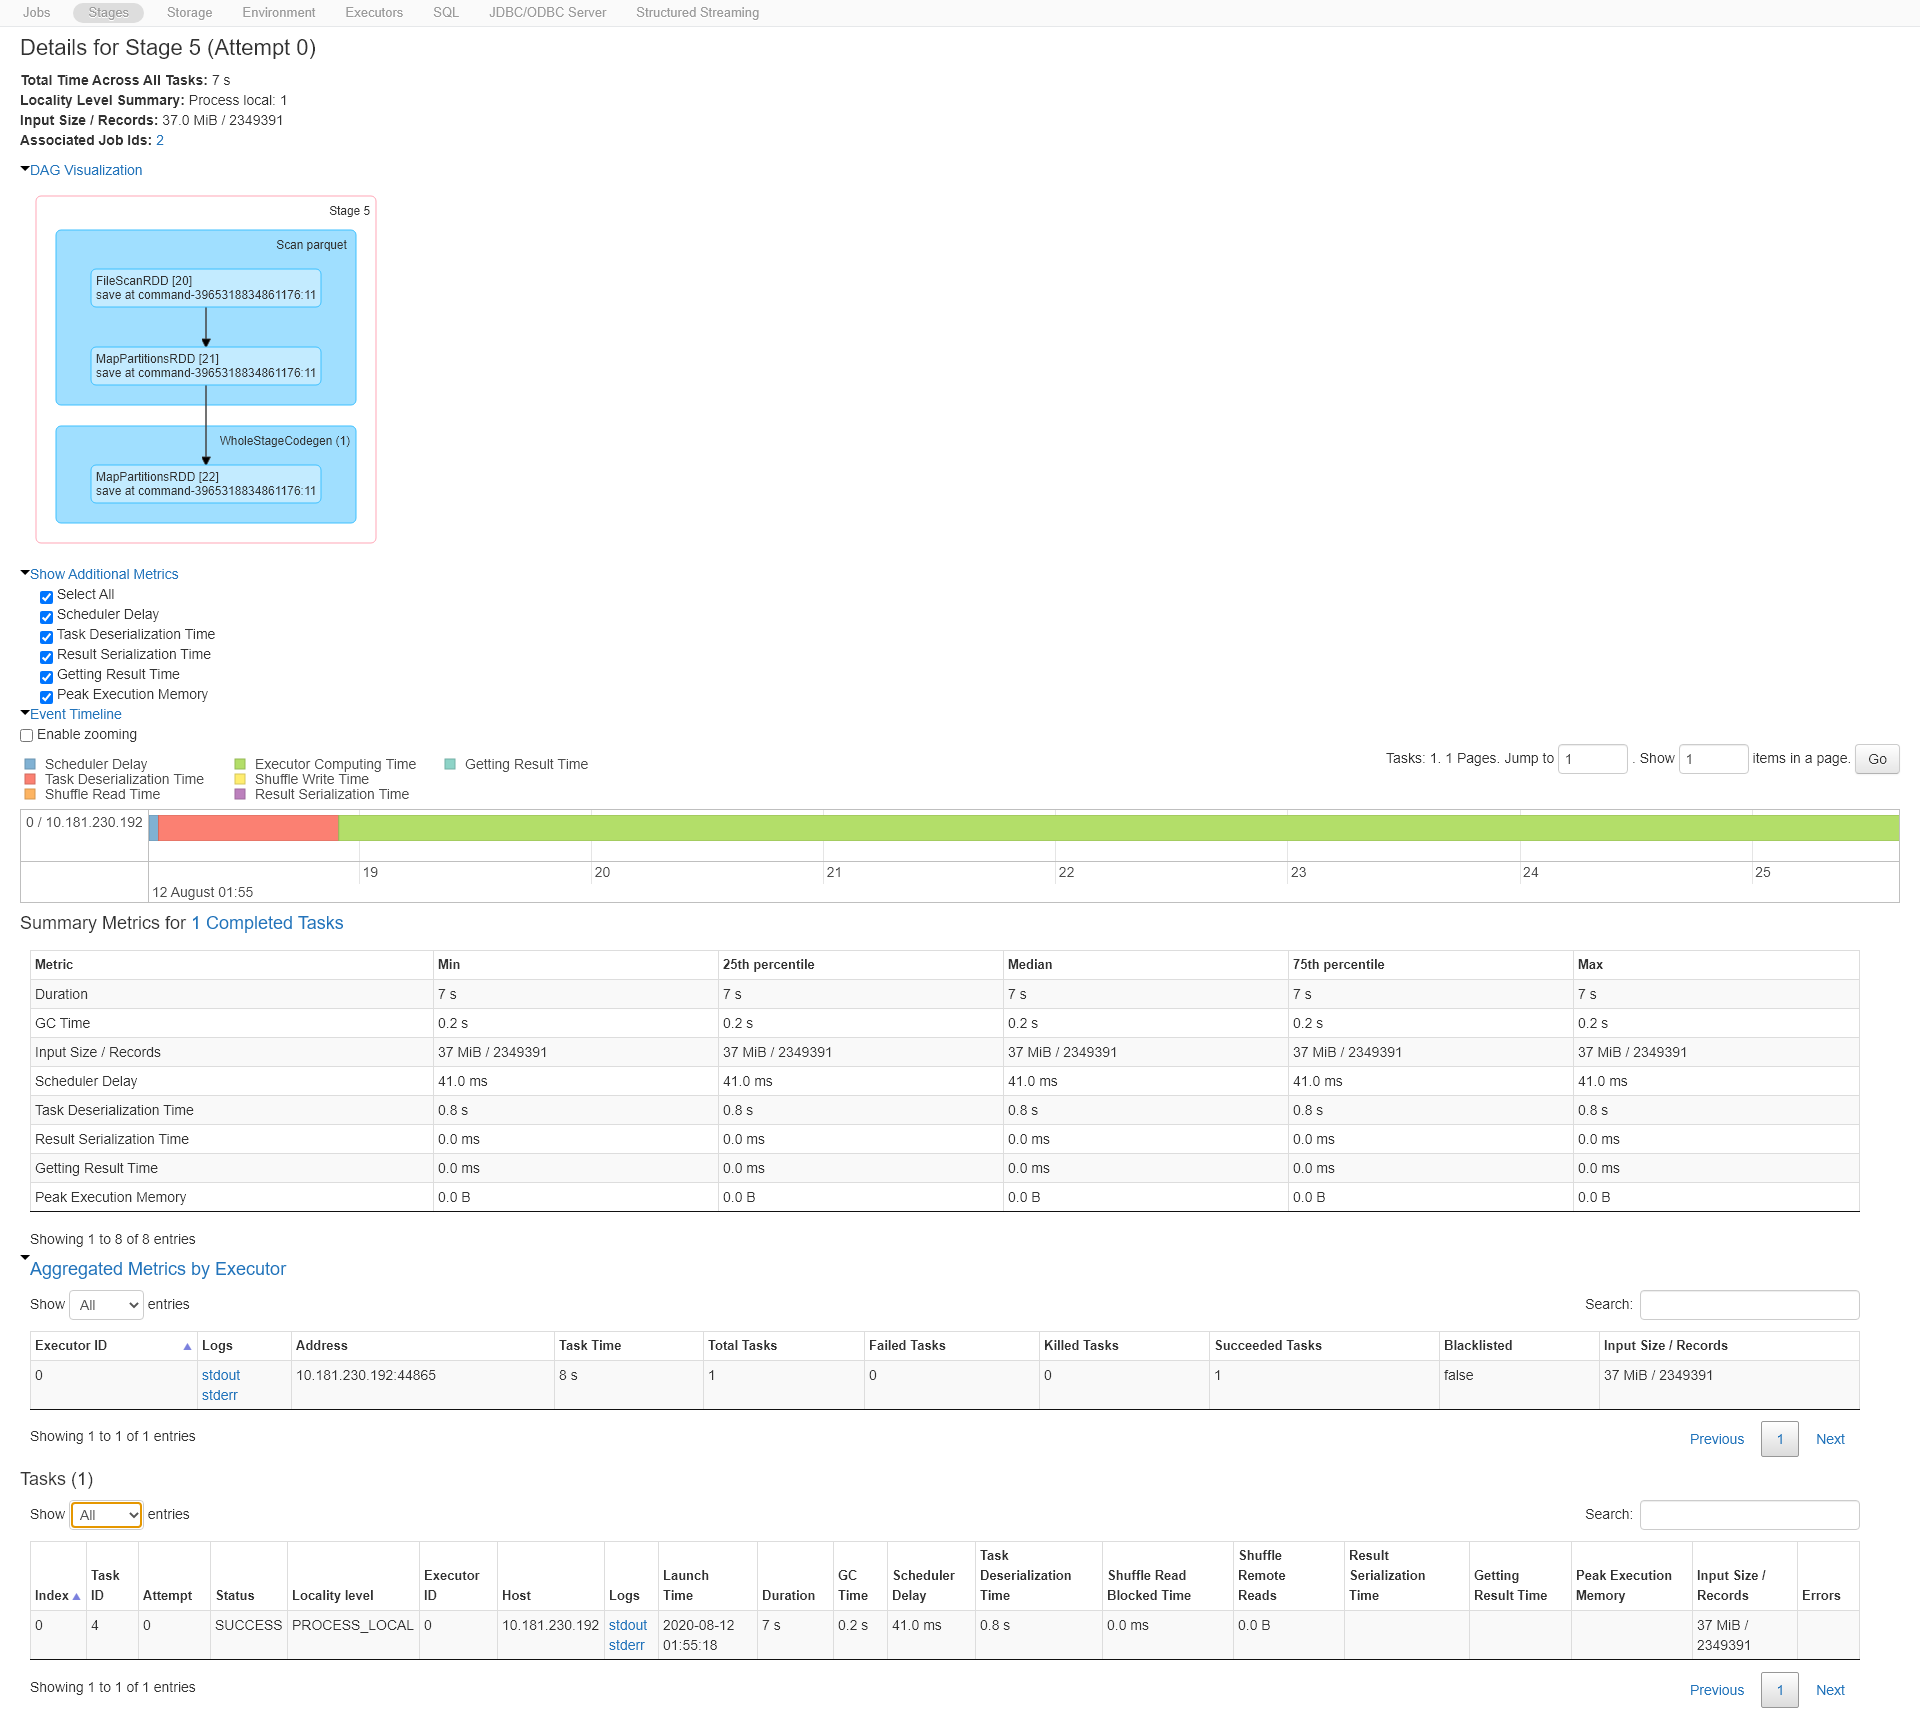 Jobs Stages Storage Environment Executors SQL JDBC/ODBC Server Structured Streaming
Details for Stage 5 (Attempt 0)
Total Time Across All Tasks: 7 s
Locality Level Summary: Process local: 1
Input Size / Records: 37.0 MiB / 2349391
Associated Job Ids: 2
DAG Visualization
Stage 5
Scan parquet
FileScanRDD [20]
save at command-3965318834861176:11
MapPartitionsRDD [21]
save at command-3965318834861176:11
WholeStageCodegen (1)
MapPartitionsRDD [22]
save at command-3965318834861176:11
Show Additional Metrics
Select All
Scheduler Delay
Task Deserialization Time
Result Serialization Time
Getting Result Time
Peak Execution Memory
Event Timeline
Enable zooming
Tasks: 1. 1 Pages. Jump to 1 . Show 1 items in a page. Go
Scheduler Delay Executor Computing Time Getting Result Time
Task Deserialization Time Shuffle Write Time
Shuffle Read Time Result Serialization Time
0 / 10.181.230.192
19 20 21 22 23 24 25
12 August 01:55
Summary Metrics for 1 Completed Tasks
Metric Min 25th percentile Median 75th percentile Max
Duration 7 s 7 s 7 s 7 s 7 s
GC Time 0.2 s 0.2 s 0.2 s 0.2 s 0.2 s
Input Size / Records 37 MiB / 2349391 37 MiB / 2349391 37 MiB / 2349391 37 MiB / 2349391 37 MiB / 2349391
Scheduler Delay 41.0 ms 41.0 ms 41.0 ms 41.0 ms 41.0 ms
Task Deserialization Time 0.8 s 0.8 s 0.8 s 0.8 s 0.8 s
Result Serialization Time 0.0 ms 0.0 ms 0.0 ms 0.0 ms 0.0 ms
Getting Result Time 0.0 ms 0.0 ms 0.0 ms 0.0 ms 0.0 ms
Peak Execution Memory 0.0 B 0.0 B 0.0 B 0.0 B 0.0 B
Showing 1 to 8 of 8 entries
Aggregated Metrics by Executor
Show All entries Search:
Executor ID Logs Address Task Time Total Tasks Failed Tasks Killed Tasks Succeeded Tasks Blacklisted Input Size / Records
0 stdout 10.181.230.192:44865 8 s 1 0 0 1 false 37 MiB / 2349391
stderr
Showing 1 to 1 of 1 entries
Previous 1 Next
Tasks (1)
Show All entries Search:
Task Shuffle Result
Task Executor Launch GC Scheduler Deserialization Shuffle Read Remote Serialization Getting Peak Execution Input Size /
Index ID Attempt Status Locality level ID Host Logs Time Duration Time Delay Time Blocked Time Reads Time Result Time Memory Records Errors
0 4 0 SUCCESS PROCESS_LOCAL 0 10.181.230.192 stdout 2020-08-12 7 s 0.2 s 41.0 ms 0.8 s 0.0 ms 0.0 B 37 MiB /
stderr 01:55:18 2349391
Showing 1 to 1 of 1 entries
Previous 1 Next